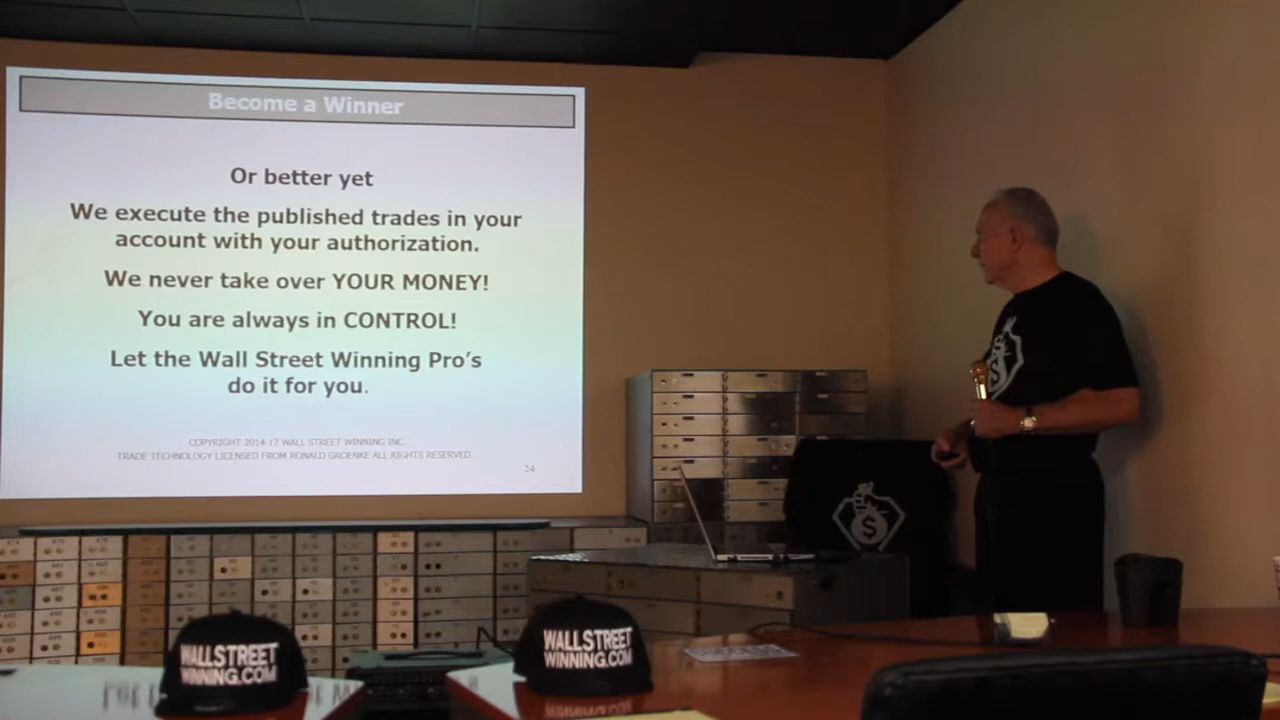 Become a Winner
Or better yet
We execute the published trades in your
account with your authorization.
We never take over YOUR MONEY!
You are always in CONTROL!
Let the Wall Street Winning Pro's
do it for you.
COPYRIGHT 2014-17 WALL STREET WINNING INC.
TRADE TECHNOLOGY LICENSED FROM RONALD GROENKE ALL RIGHTS RESERVED.
24
$
$
WALLSTREET
WINNING.COM
WALLSTREET
WINNING.COM